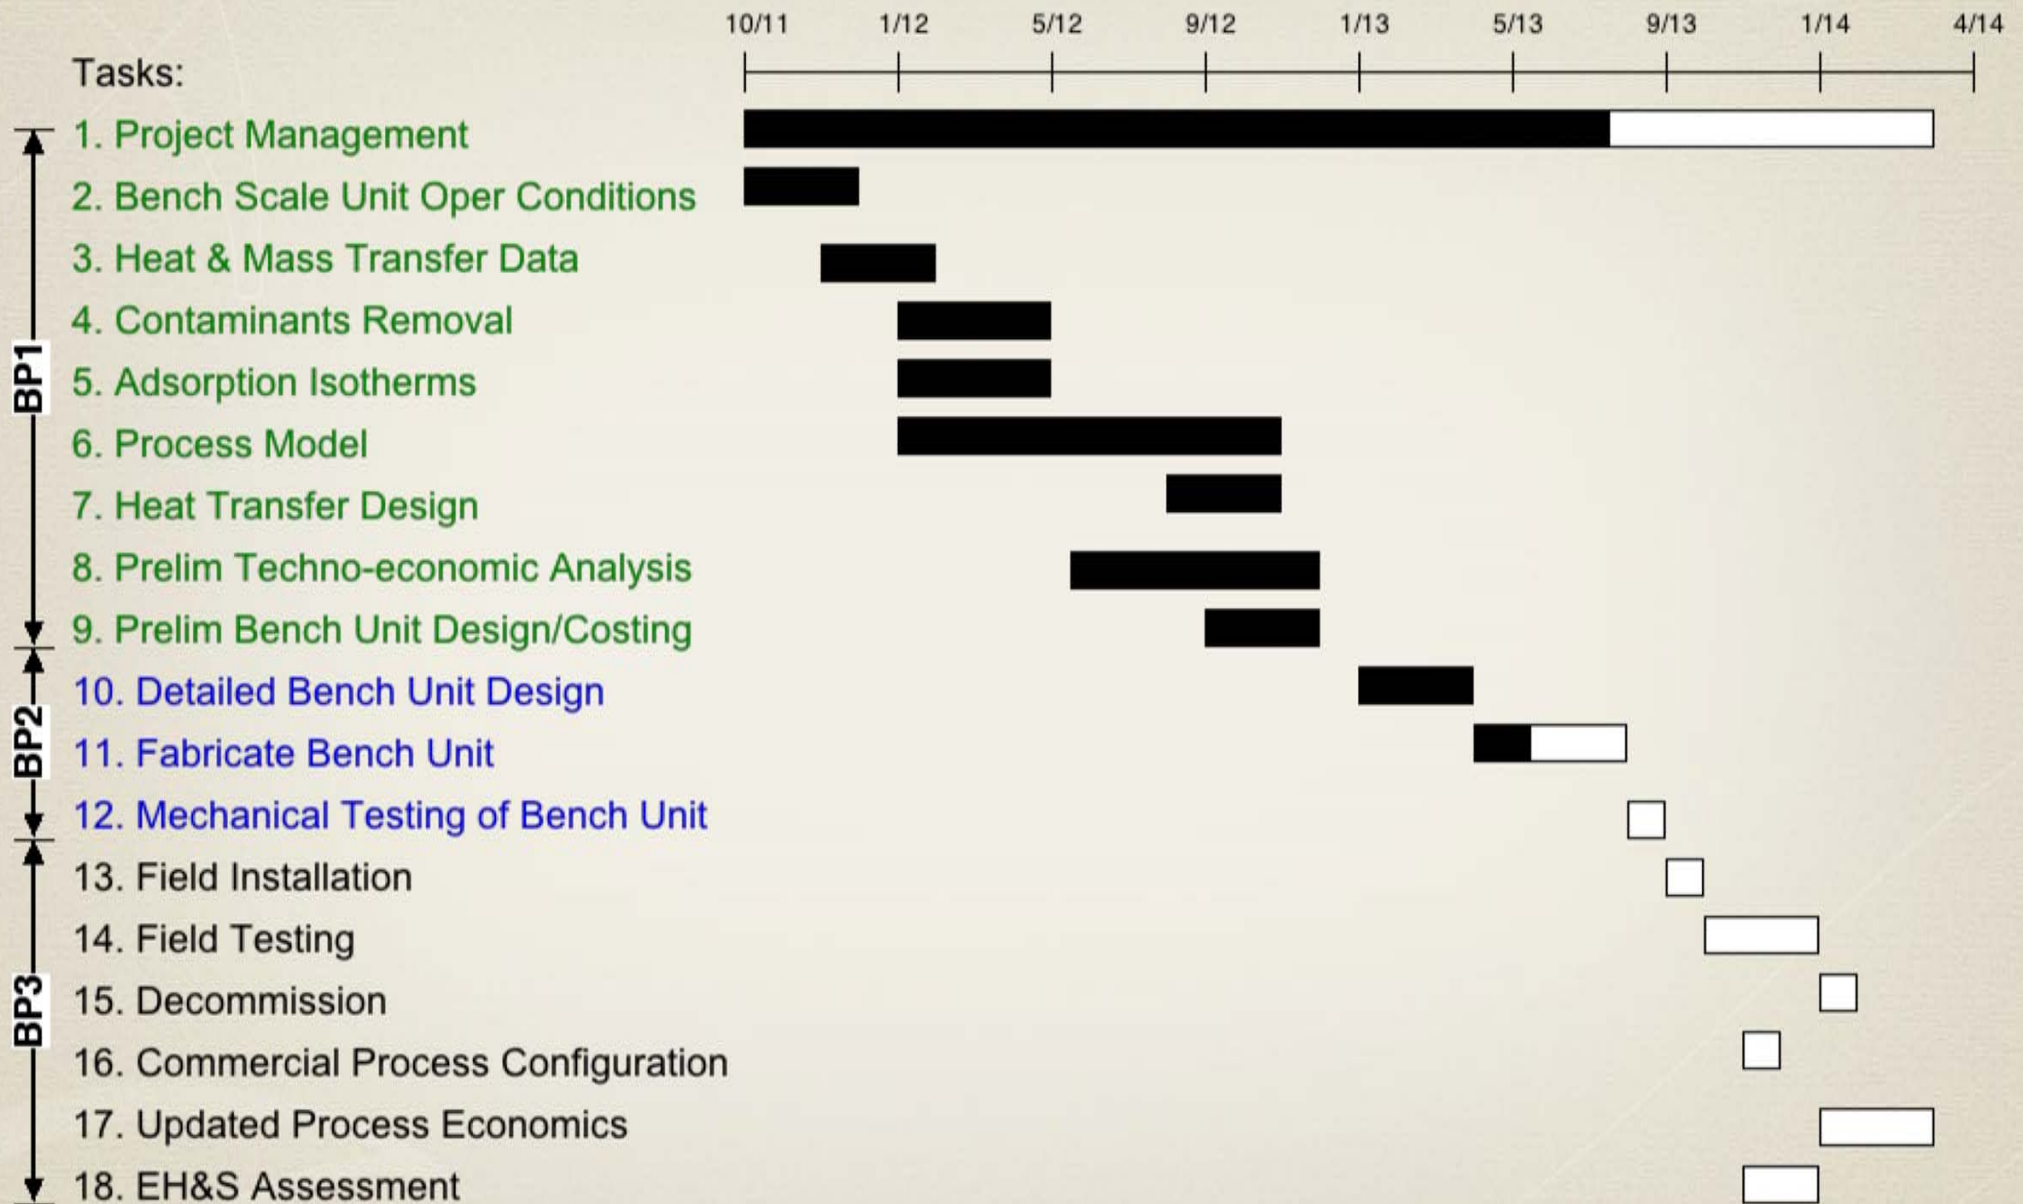 10/11 1/12 5/12 9/12 1/13 5/13 9/13 1/14 4/14
Tasks:
1. Project Management
2. Bench Scale Unit Oper Conditions
3. Heat & Mass Transfer Data
4. Contaminants Removal
BP1
5. Adsorption Isotherms
6. Process Model
7. Heat Transfer Design
8. Prelim Techno-economic Analysis
9. Prelim Bench Unit Design/Costing
10. Detailed Bench Unit Design
BP2
11. Fabricate Bench Unit
12. Mechanical Testing of Bench Unit
13. Field Installation
14. Field Testing
BP3
15. Decommission
16. Commercial Process Configuration
17. Updated Process Economics
18. EH&S Assessment